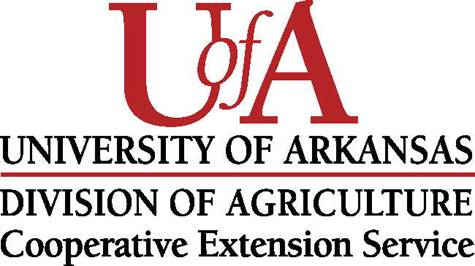 UofA
UNIVERSITY OF ARKANSAS
DIVISION OF AGRICULTURE
Cooperative Extension Service